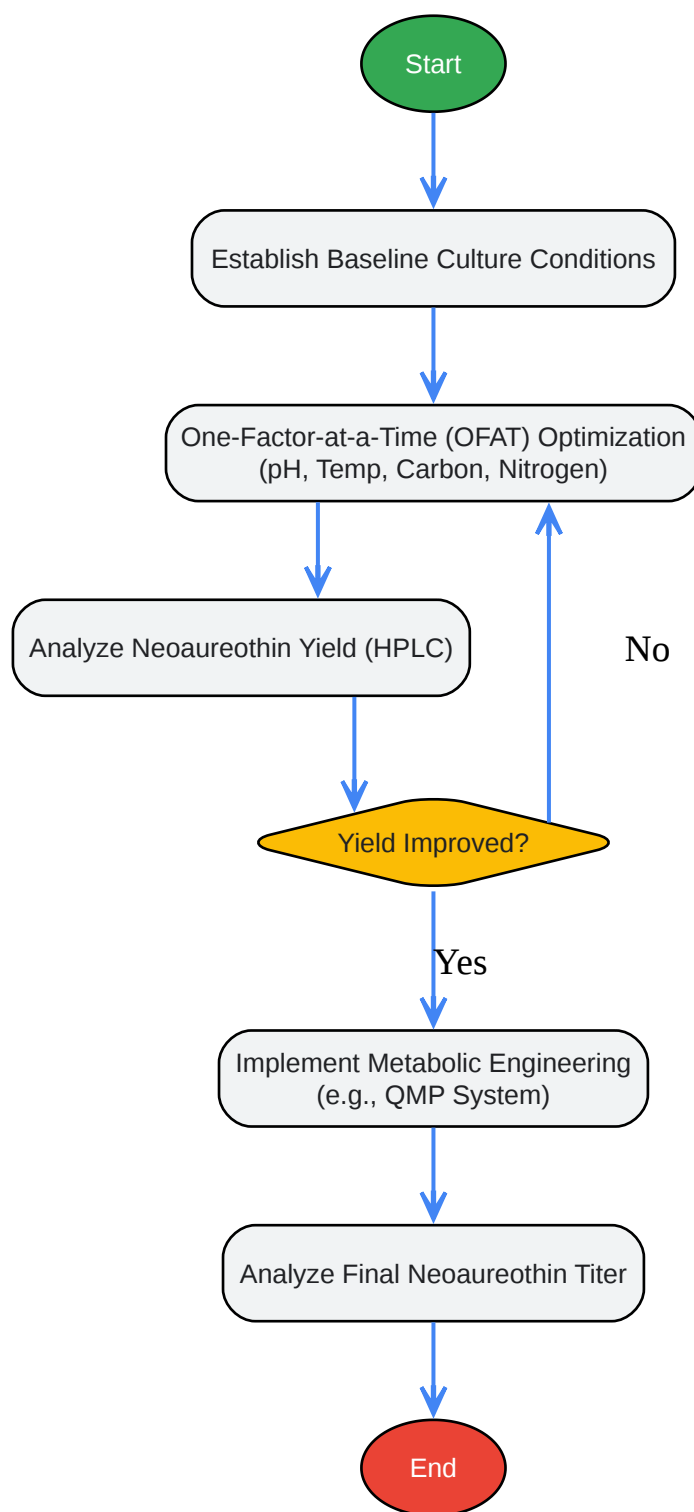 Start
Establish Baseline Culture Conditions
One-Factor-at-a-Time (OFAT) Optimization
(pH, Temp, Carbon, Nitrogen)
Analyze Neoaureothin Yield (HPLC)
No
Yield Improved?
Yes
Implement Metabolic Engineering
(e.g., QMP System)
Analyze Final Neoaureothin Titer
End